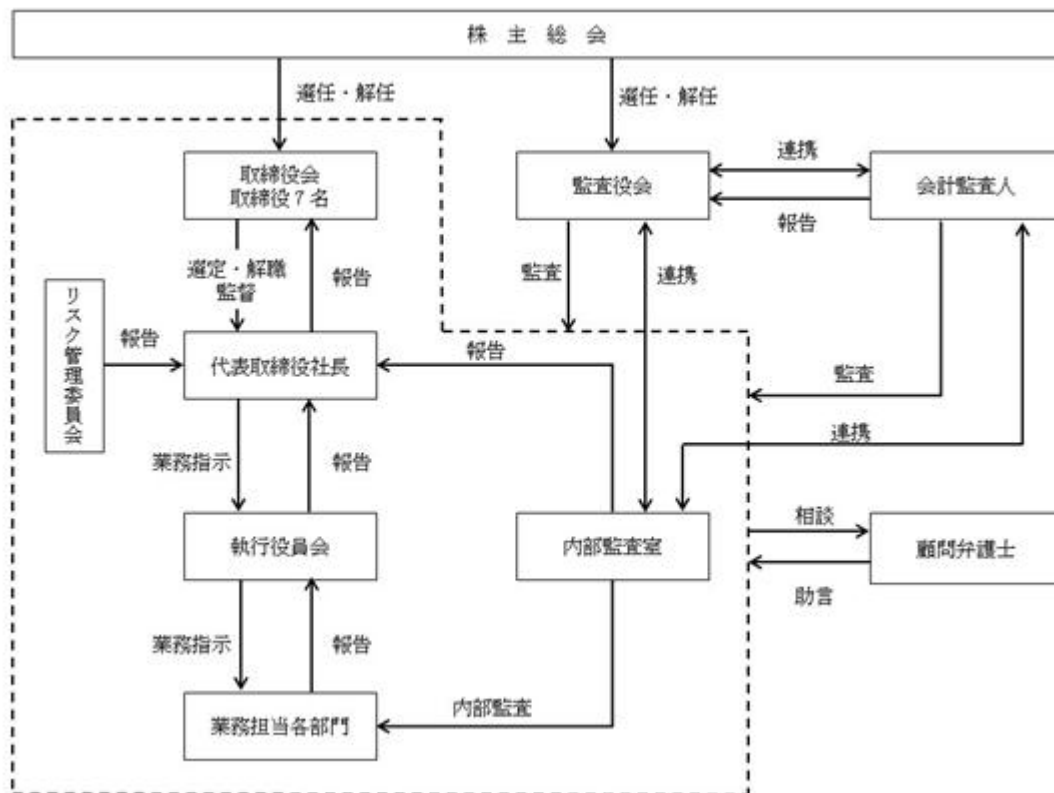 株主総会
選任・解任
選任・解任
取締役会
取締役7名
監査役会
連携
報告
会計監査人
選定・解職
監督
報告
監査
連携
リスク管理委員会
報告
代表取締役社長
報告
監査
連携
業務指示
報告
執行役員会
内部監査室
相談
助言
顧問弁護士
業務指示
報告
業務担当各部門
内部監査